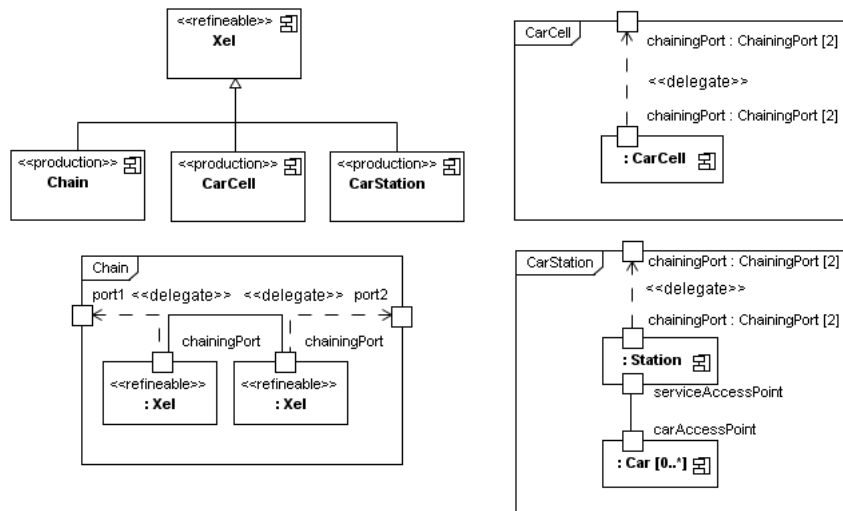 <<refineable>>
Xel
<<production>>
Chain
<<production>>
CarCell
<<production>>
CarStation
CarCell
chainingPort : ChainingPort [2]
<<delegate>>
chainingPort : ChainingPort [2]
: CarCell
Chain
port1 <<delegate>> <<delegate>> port2
chainingPort chainingPort
<<refineable>>
: Xel
<<refineable>>
: Xel
CarStation
chainingPort : ChainingPort [2]
<<delegate>>
chainingPort : ChainingPort [2]
: Station
serviceAccessPoint
carAccessPoint
: Car [0..*]